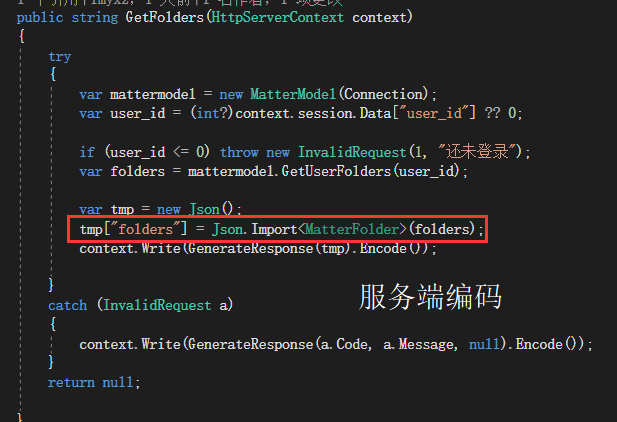 public string GetFolders(HttpServerContext context)
{
try
{
var mattermodel = new MatterModel(Connection);
var user_id = (int?)context.session.Data["user_id"] ?? 0;
if (user_id <= 0) throw new InvalidRequest(1, "还未登录");
var folders = mattermodel.GetUserFolders(user_id);
var tmp = new Json();
tmp["folders"] = Json.Import<MatterFolder>(folders);
context.Write(GenerateResponse(tmp).Encode());
}
服务端编码
catch (InvalidRequest a)
{
context.Write(GenerateResponse(a.Code, a.Message, null).Encode());
}
return null;
}